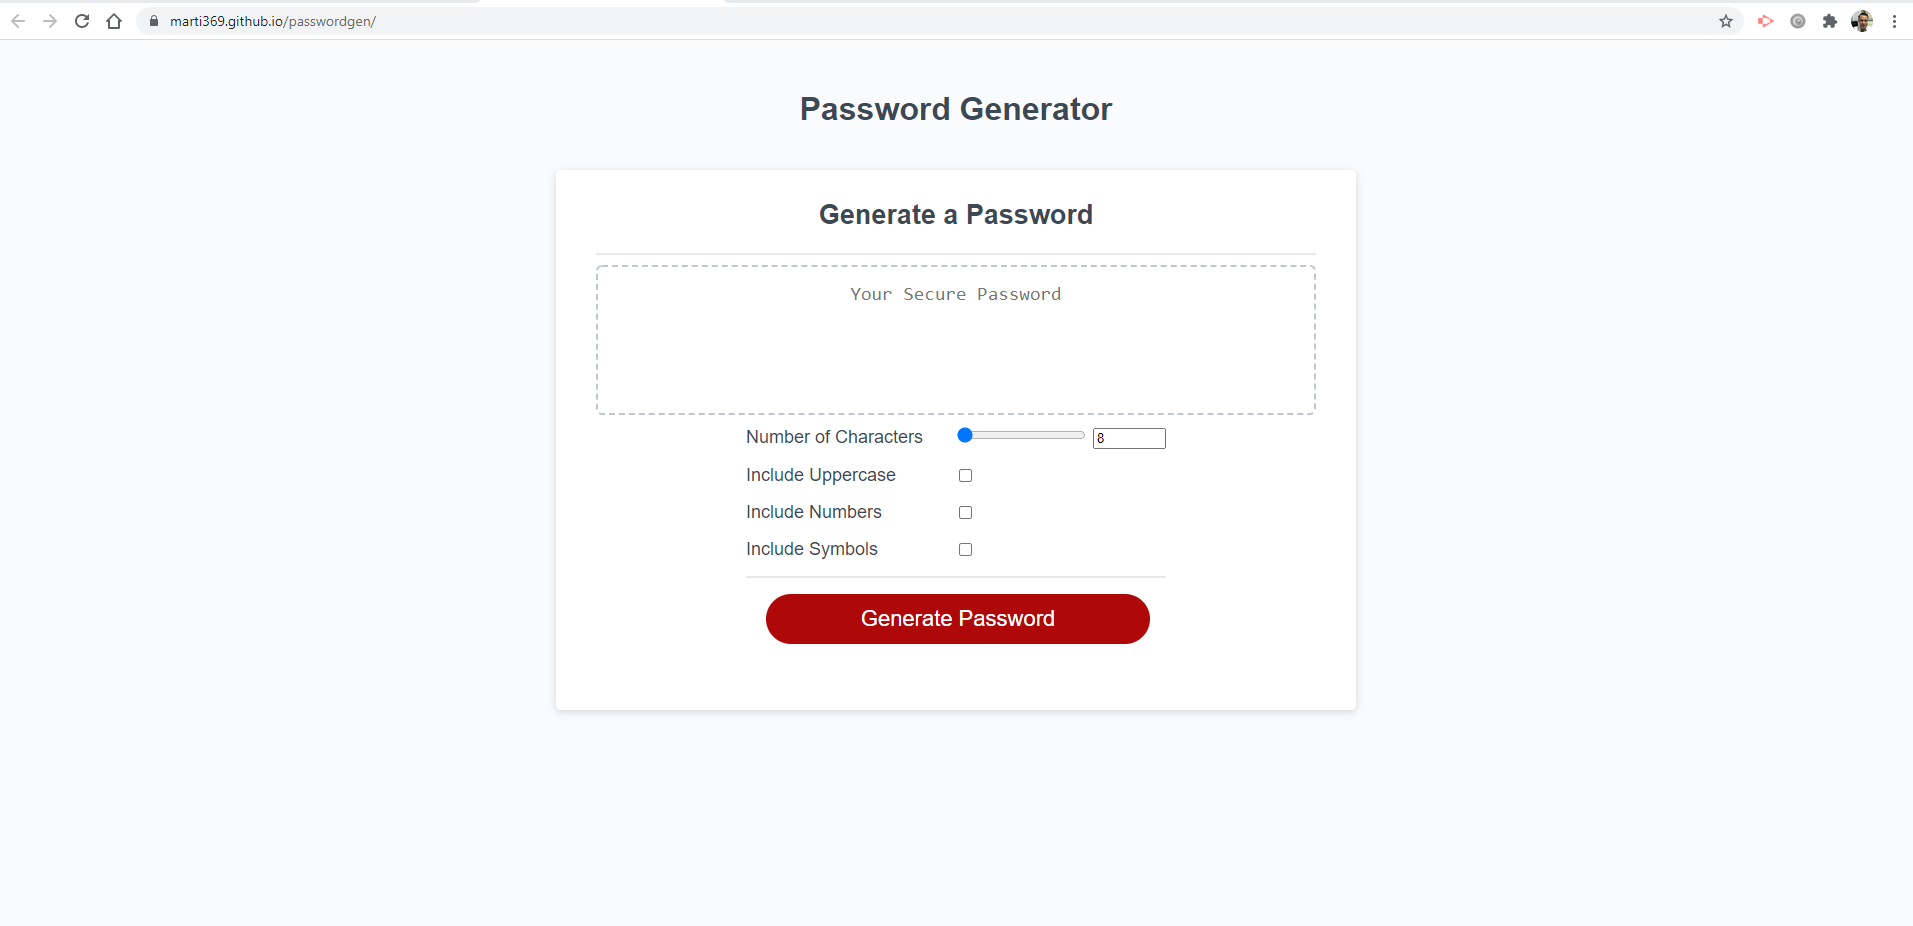 marti369.github.io/passwordgen/
Password Generator
Generate a Password
Your Secure Password
Number of Characters 8
Include Uppercase
Include Numbers
Include Symbols
Generate Password